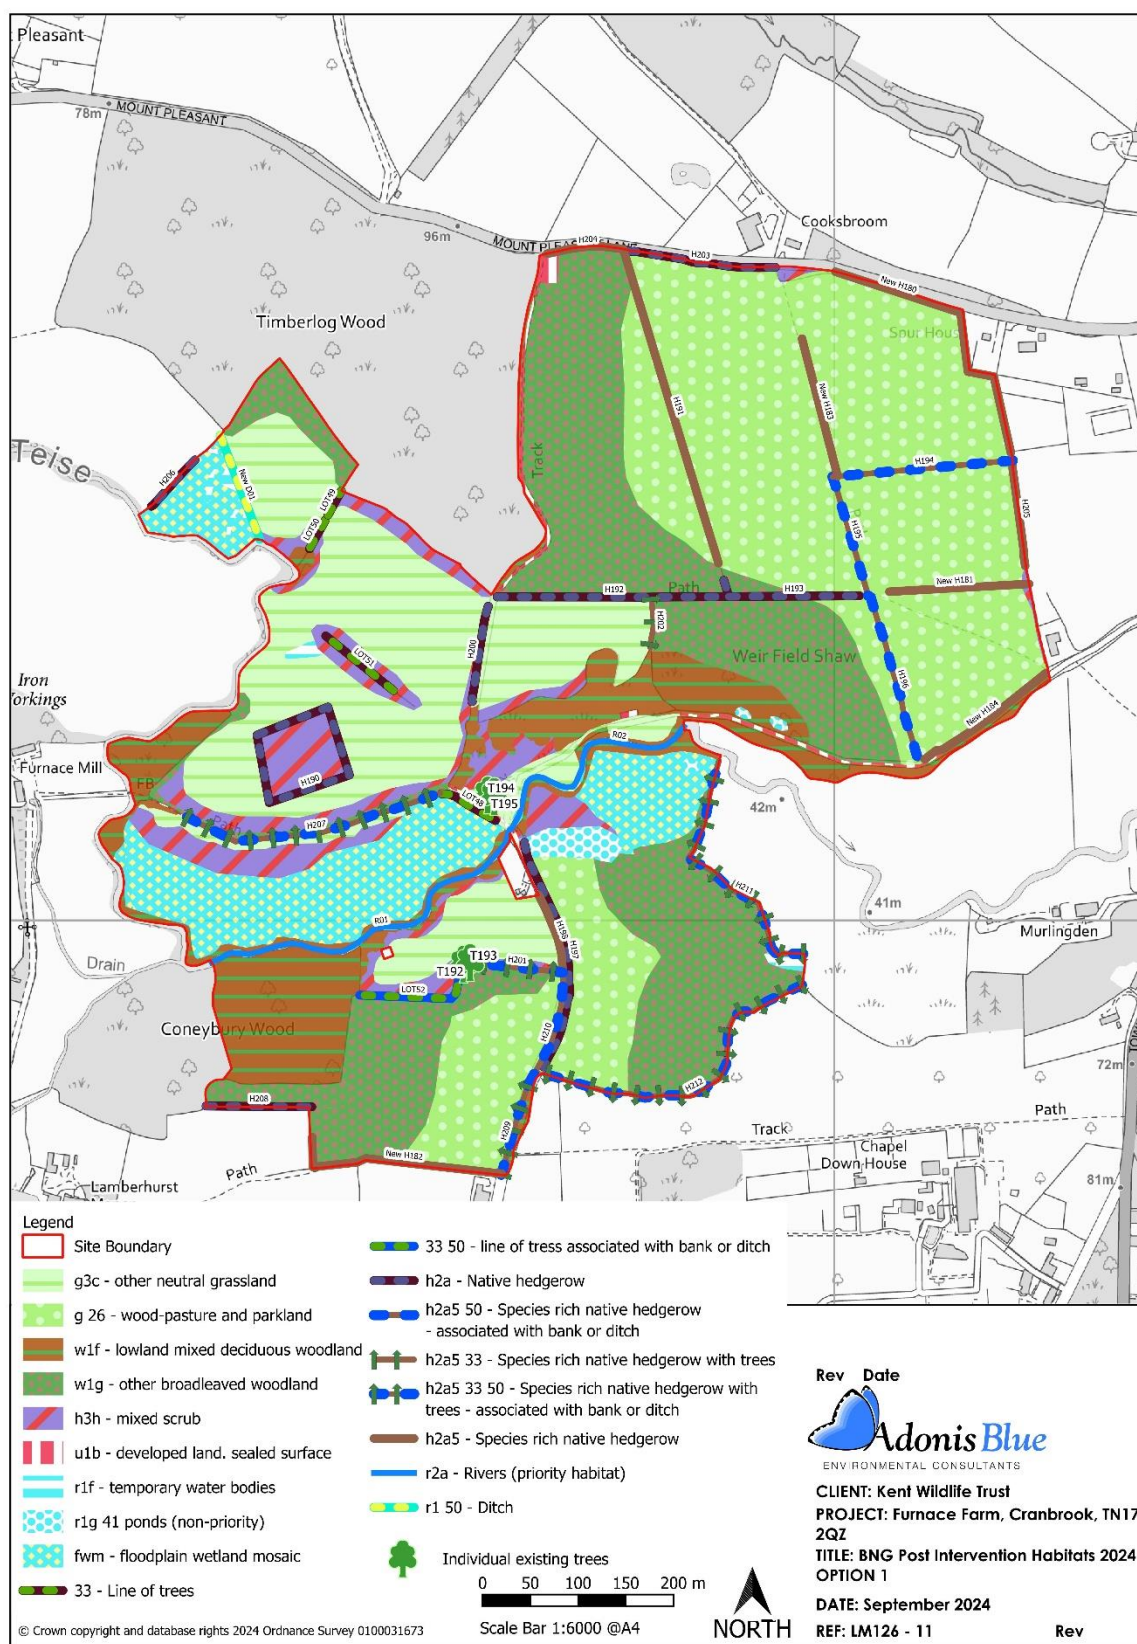 Pleasant
78m
MOUNT PLEASANT
96m
MOUNT PLEASANT LANE
H204
H203
Cooksbroom
New H180
Spur Hous
Timberlog Wood
H191
New H183
H194
Teise
H206
New D01
LOT49
LOT50
Track
H195
H205
H192
Path
H193
New H181
H200
H202
Weir Field Shaw
LOT51
H196
New H184
Iron
Workings
Furnace Mill
H190
FB
R02
T194
T195
LOT48
Path
H207
42m
H211
41m
Murlingden
R01
H198
H197
Drain
T193
T192
H201
LOT52
Coneybury Wood
H210
H212
72m
H208
H209
Track
Path
Chapel
Down House
New H182
Path
Lamberhurst
81m
Legend
Site Boundary
g3c - other neutral grassland
g 26 - wood-pasture and parkland
w1f - lowland mixed deciduous woodland
w1g - other broadleaved woodland
h3h - mixed scrub
u1b - developed land. sealed surface
r1f - temporary water bodies
r1g 41 ponds (non-priority)
fwm - floodplain wetland mosaic
33 - Line of trees
33 50 - line of tress associated with bank or ditch
h2a - Native hedgerow
h2a5 50 - Species rich native hedgerow
- associated with bank or ditch
h2a5 33 - Species rich native hedgerow with trees
h2a5 33 50 - Species rich native hedgerow with
trees - associated with bank or ditch
h2a5 - Species rich native hedgerow
r2a - Rivers (priority habitat)
r1 50 - Ditch
Individual existing trees
0 50 100 150 200 m
Scale Bar 1:6000 @A4
NORTH
Rev Date
Adonis Blue
ENVIRONMENTAL CONSULTANTS
CLIENT: Kent Wildlife Trust
PROJECT: Furnace Farm, Cranbrook, TN17
2QZ
TITLE: BNG Post Intervention Habitats 2024
OPTION 1
DATE: September 2024
REF: LM126 - 11 Rev
© Crown copyright and database rights 2024 Ordnance Survey 0100031673